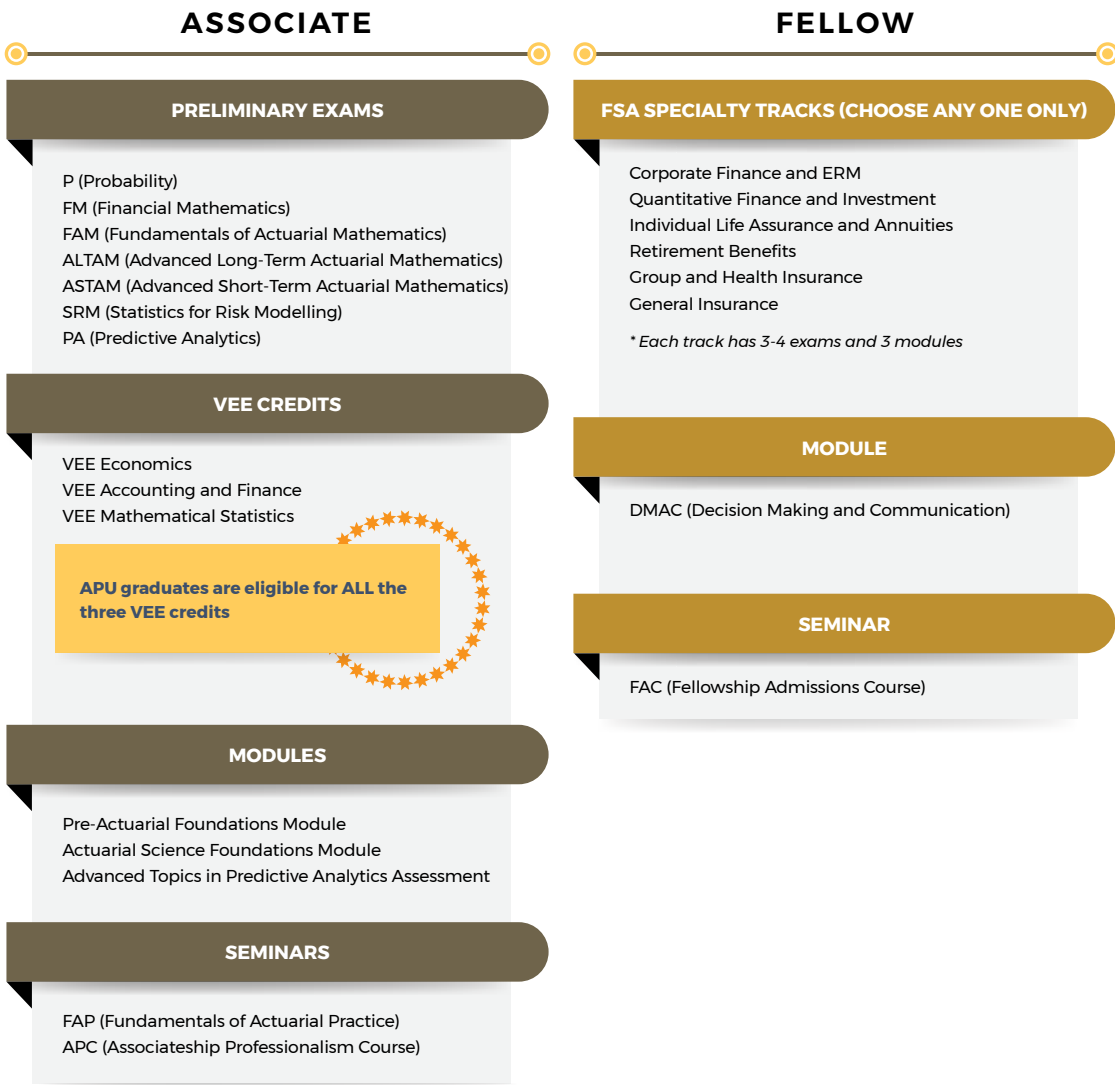 ASSOCIATE
PRELIMINARY EXAMS
P (Probability)
FM (Financial Mathematics)
FAM (Fundamentals of Actuarial Mathematics)
ALTAM (Advanced Long-Term Actuarial Mathematics)
ASTAM (Advanced Short-Term Actuarial Mathematics)
SRM (Statistics for Risk Modelling)
PA (Predictive Analytics)
VEE CREDITS
VEE Economics
VEE Accounting and Finance
VEE Mathematical Statistics
APU graduates are eligible for ALL the
three VEE credits
MODULES
Pre-Actuarial Foundations Module
Actuarial Science Foundations Module
Advanced Topics in Predictive Analytics Assessment
SEMINARS
FAP (Fundamentals of Actuarial Practice)
APC (Associateship Professionalism Course)
FELLOW
FSA SPECIALTY TRACKS (CHOOSE ANY ONE ONLY)
Corporate Finance and ERM
Quantitative Finance and Investment
Individual Life Assurance and Annuities
Retirement Benefits
Group and Health Insurance
General Insurance
* Each track has 3-4 exams and 3 modules
MODULE
DMAC (Decision Making and Communication)
SEMINAR
FAC (Fellowship Admissions Course)